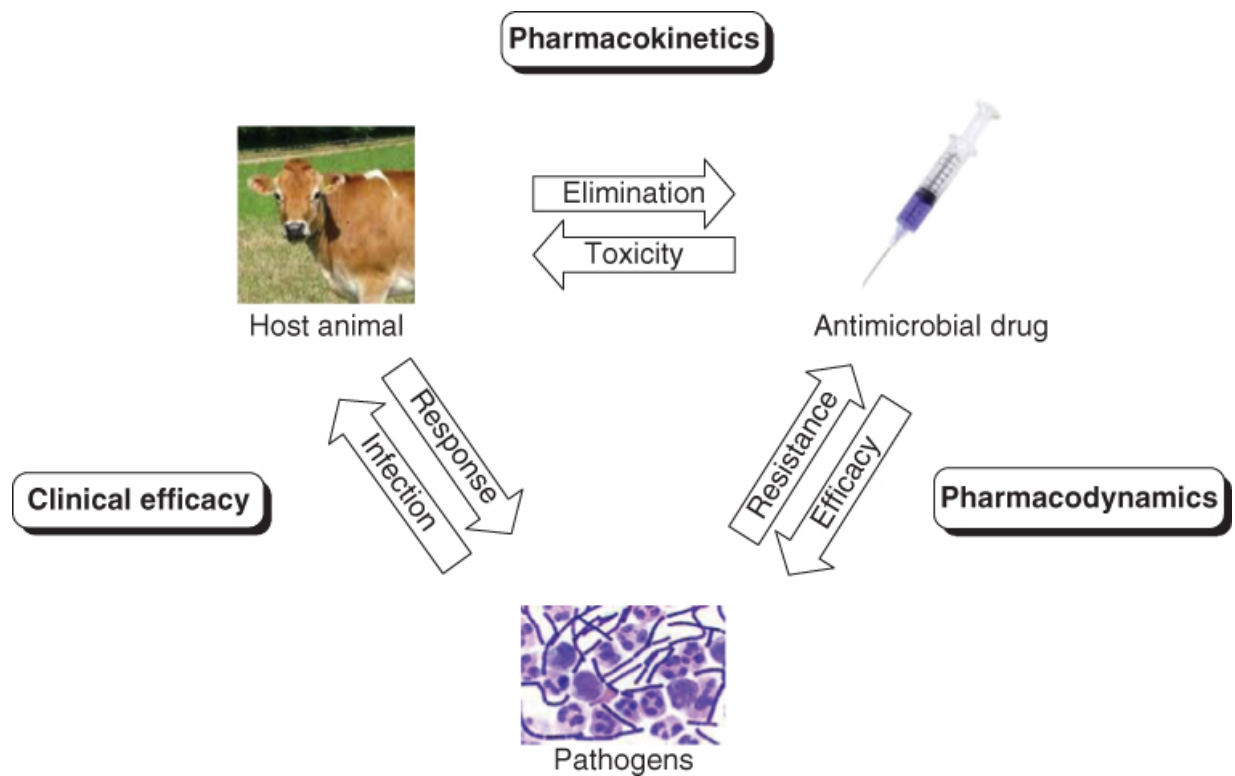 Pharmacokinetics
Elimination
Toxicity
Host animal
Antimicrobial drug
Response
Infection
Resistance
Efficacy
Clinical efficacy
Pharmacodynamics
Pathogens